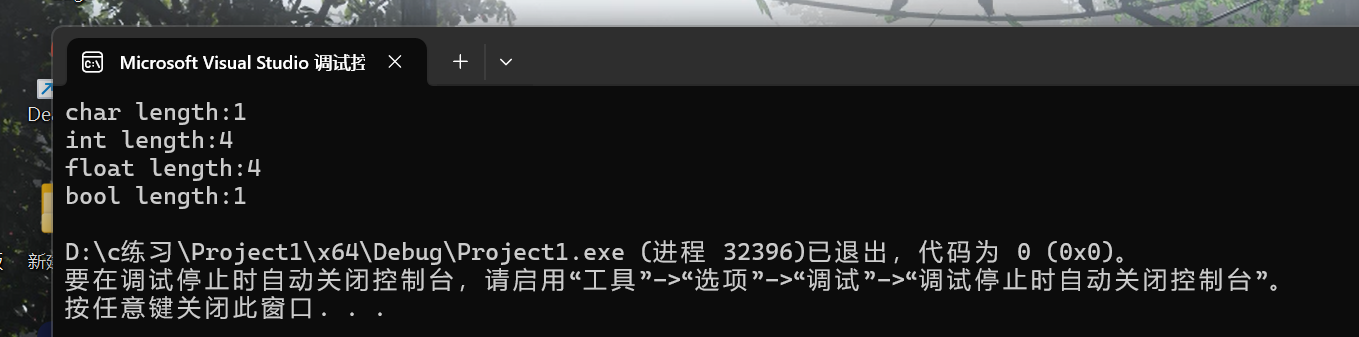 Microsoft Visual Studio 调试控
char length:1
int length:4
float length:4
bool length:1
D:\c练习\Project1\x64\Debug\Project1.exe (进程 32396)已退出，代码为 0 (0x0)。
要在调试停止时自动关闭控制台，请启用“工具”->“选项”->“调试”->“调试停止时自动关闭控制台”。
按任意键关闭此窗口. . .
De
新建